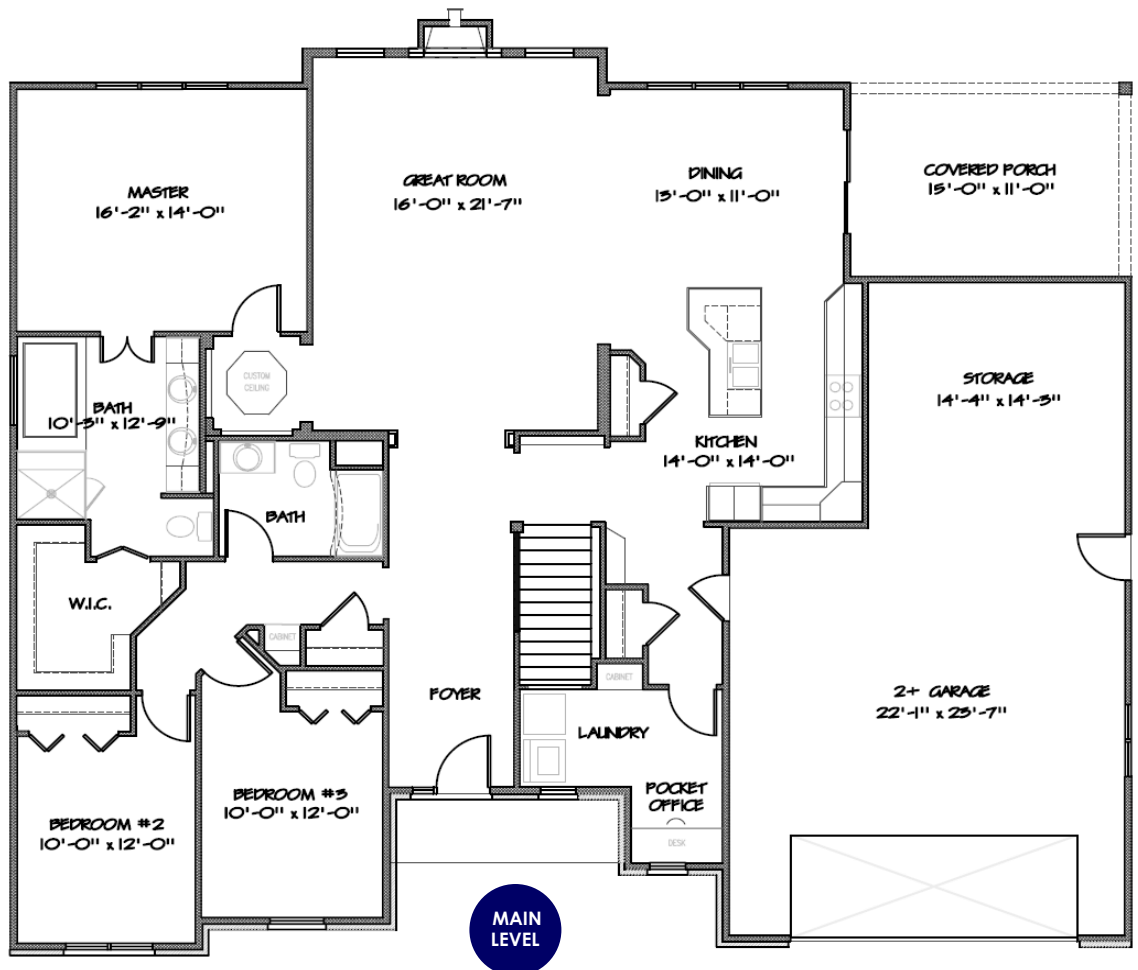 MASTER
16'-2" x 14'-0"
GREAT ROOM
16'-0" x 21'-7"
DINING
13'-0" x 11'-0"
COVERED PORCH
15'-0" x 11'-0"
CUSTOM
CEILING
BATH
10'-3" x 12'-9"
STORAGE
14'-4" x 14'-3"
KITCHEN
14'-0" x 14'-0"
BATH
W.I.C.
CABINET
CABINET
FOYER
2+ GARAGE
22'-1" x 23'-7"
LAUNDRY
POCKET
OFFICE
DESK
BEDROOM #3
10'-0" x 12'-0"
BEDROOM #2
10'-0" x 12'-0"
MAIN
LEVEL